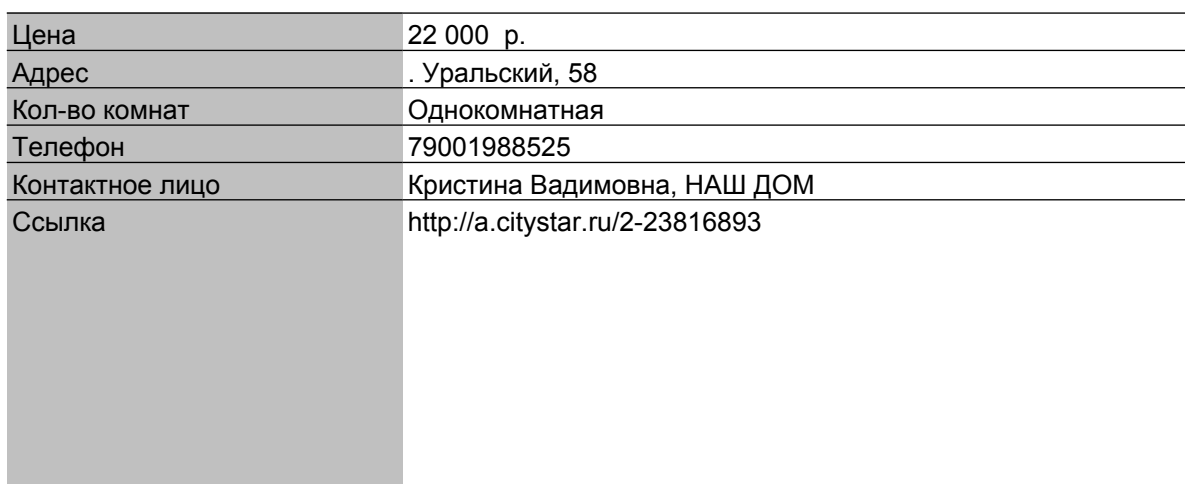 Цена 22 000 р.
Адрес . Уральский, 58
Кол-во комнат Однокомнатная
Телефон 79001988525
Контактное лицо Кристина Вадимовна, НАШ ДОМ
Ссылка http://a.citystar.ru/2-23816893